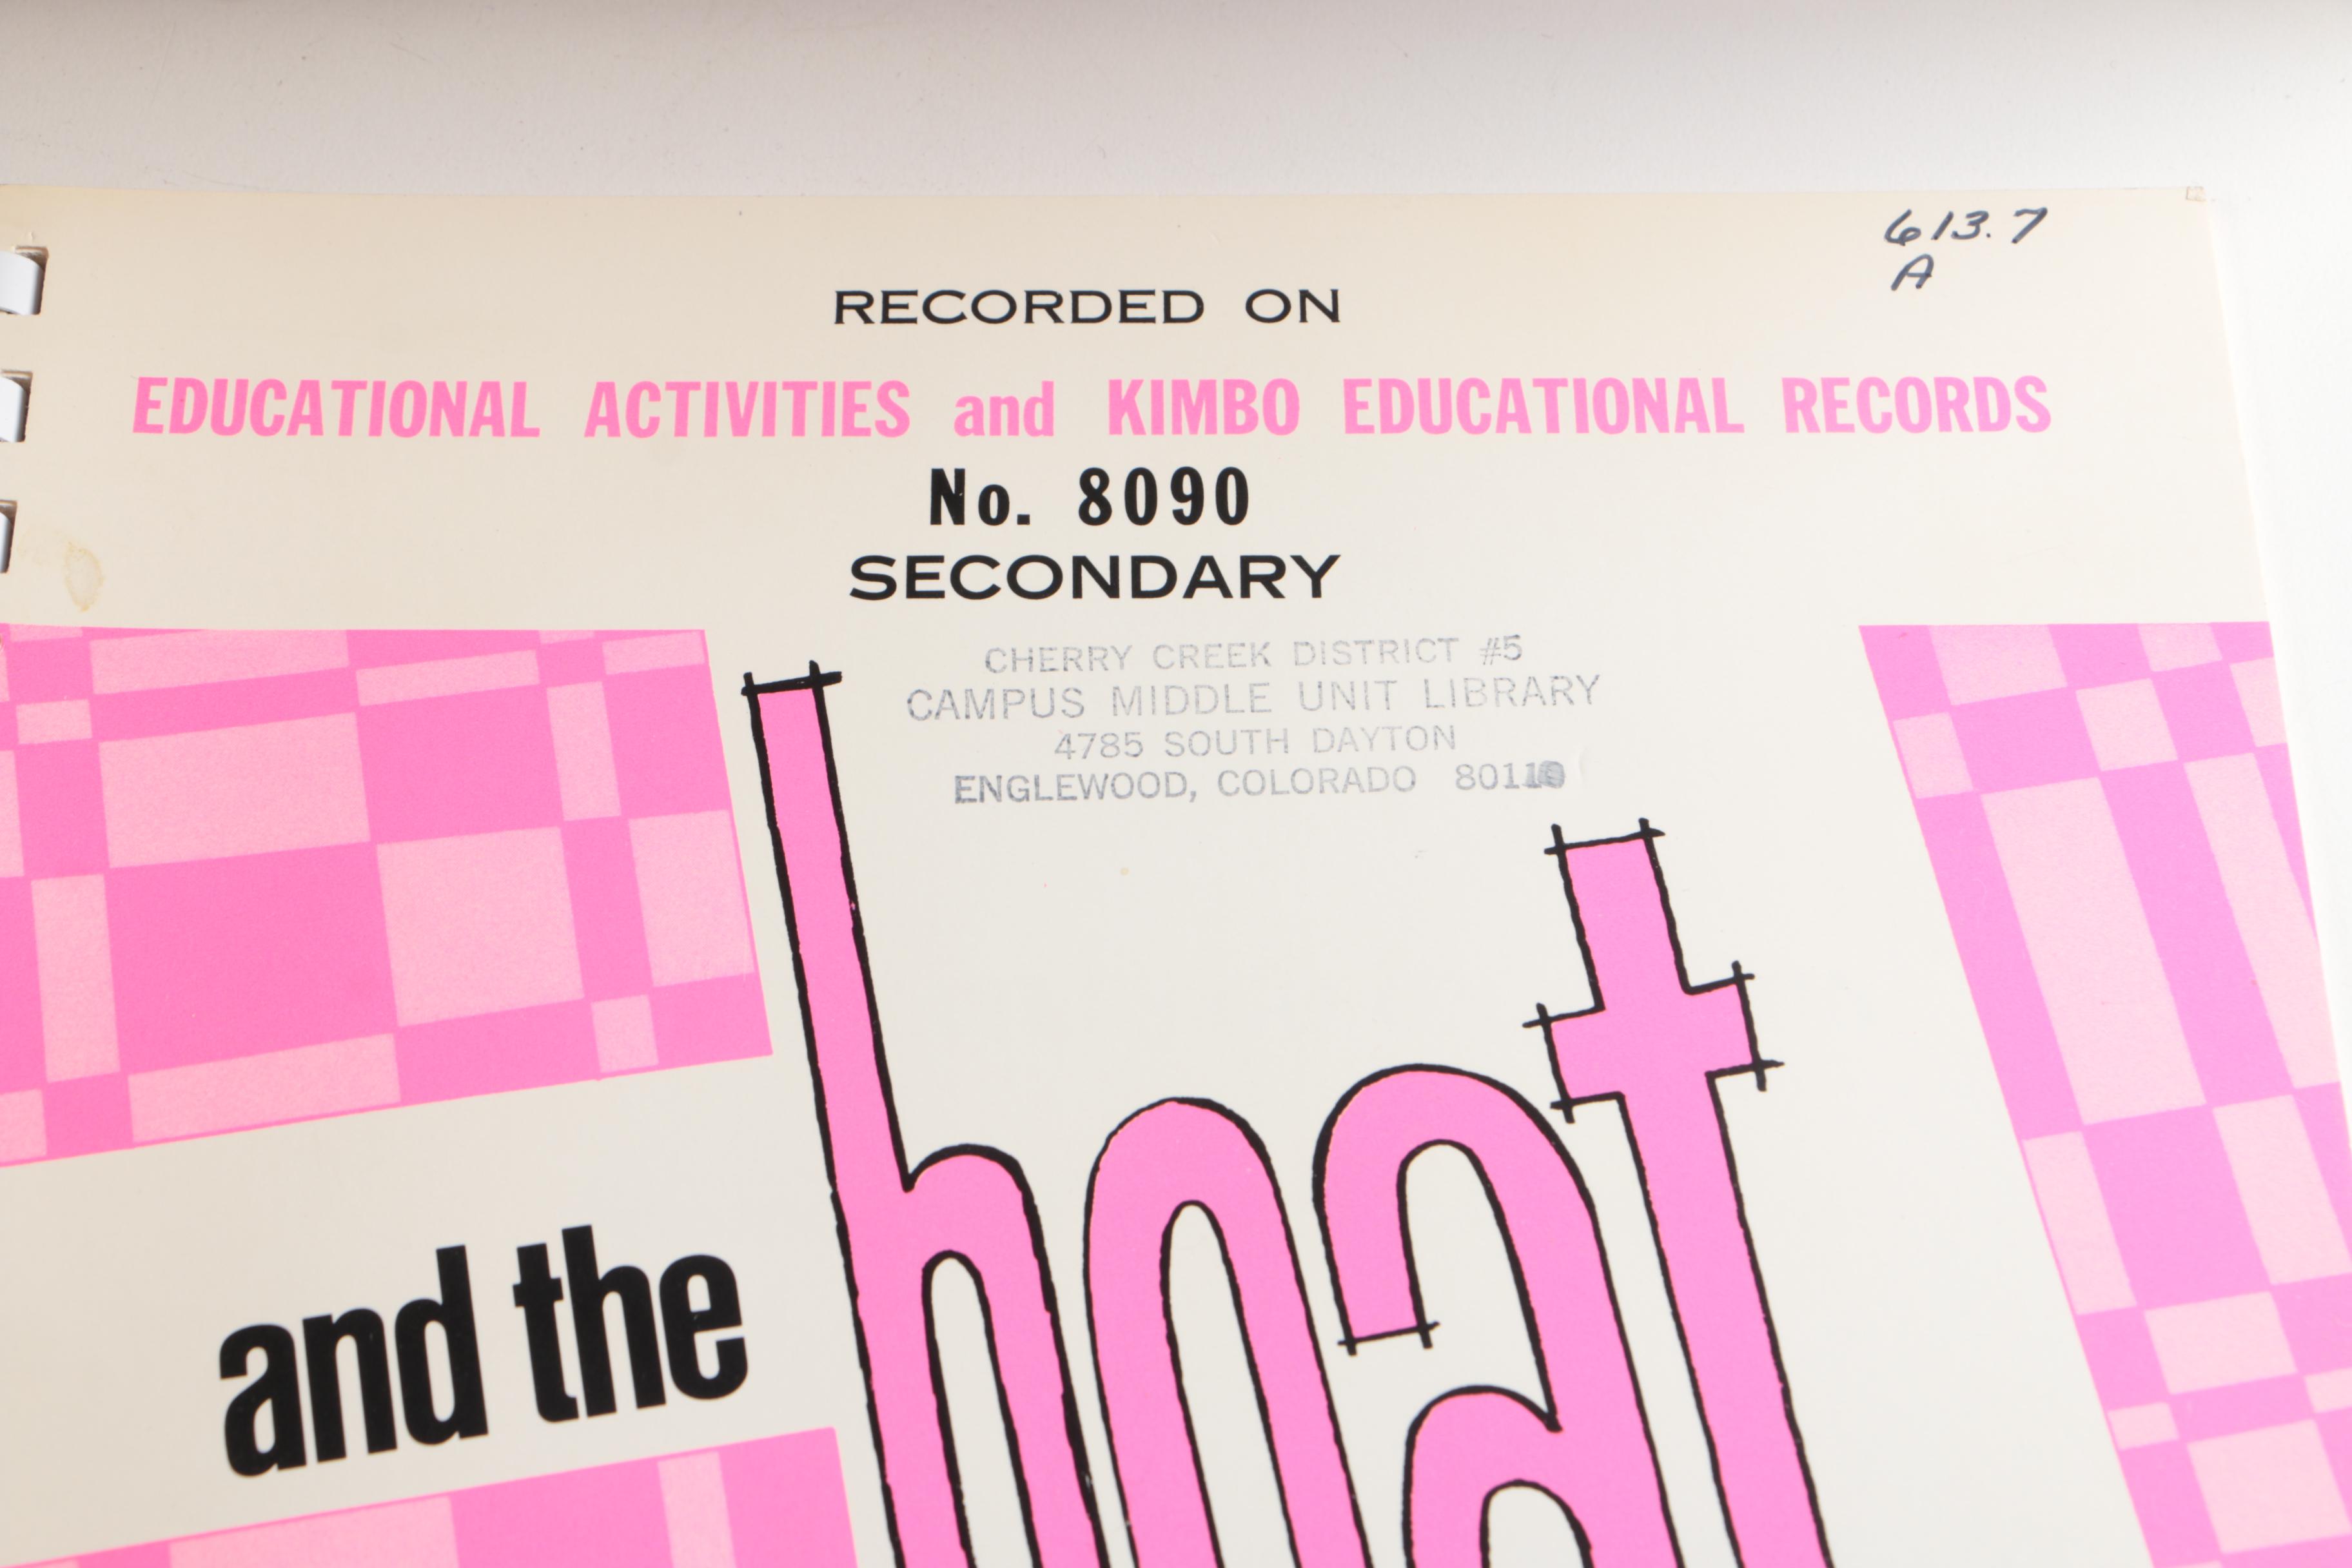 613.7
A
RECORDED ON
EDUCATIONAL ACTIVITIES and KIMBO EDUCATIONAL RECORDS
No. 8090
SECONDARY
CHERRY CREEK DISTRICT #5
CAMPUS MIDDLE UNIT LIBRARY
4785 SOUTH DAYTON
ENGLEWOOD, COLORADO 80110
and the beat